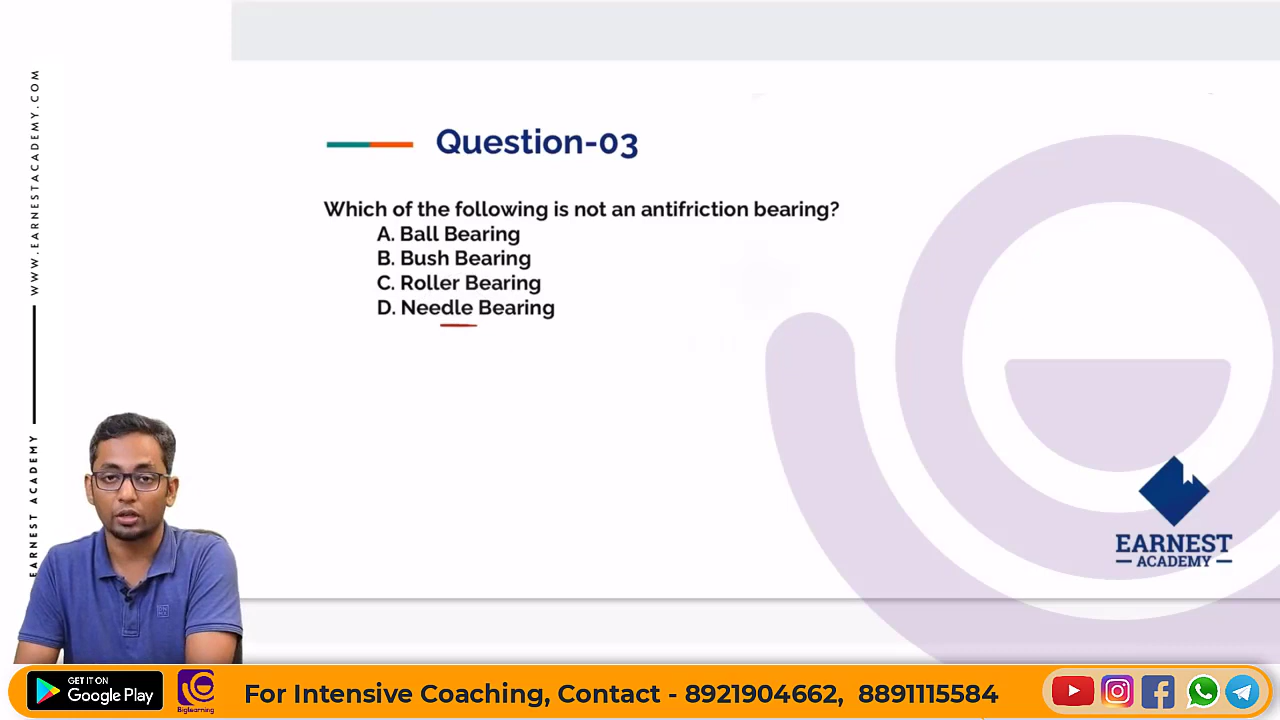 WWW.EARNESTACADEMY.COM
EARNEST ACADEMY
Question-03
Which of the following is not an antifriction bearing?
A. Ball Bearing
B. Bush Bearing
C. Roller Bearing
D. Needle Bearing
EARNEST
ACADEMY
GET IT ON
Google Play
Biglearning
For Intensive Coaching, Contact - 8921904662, 8891115584